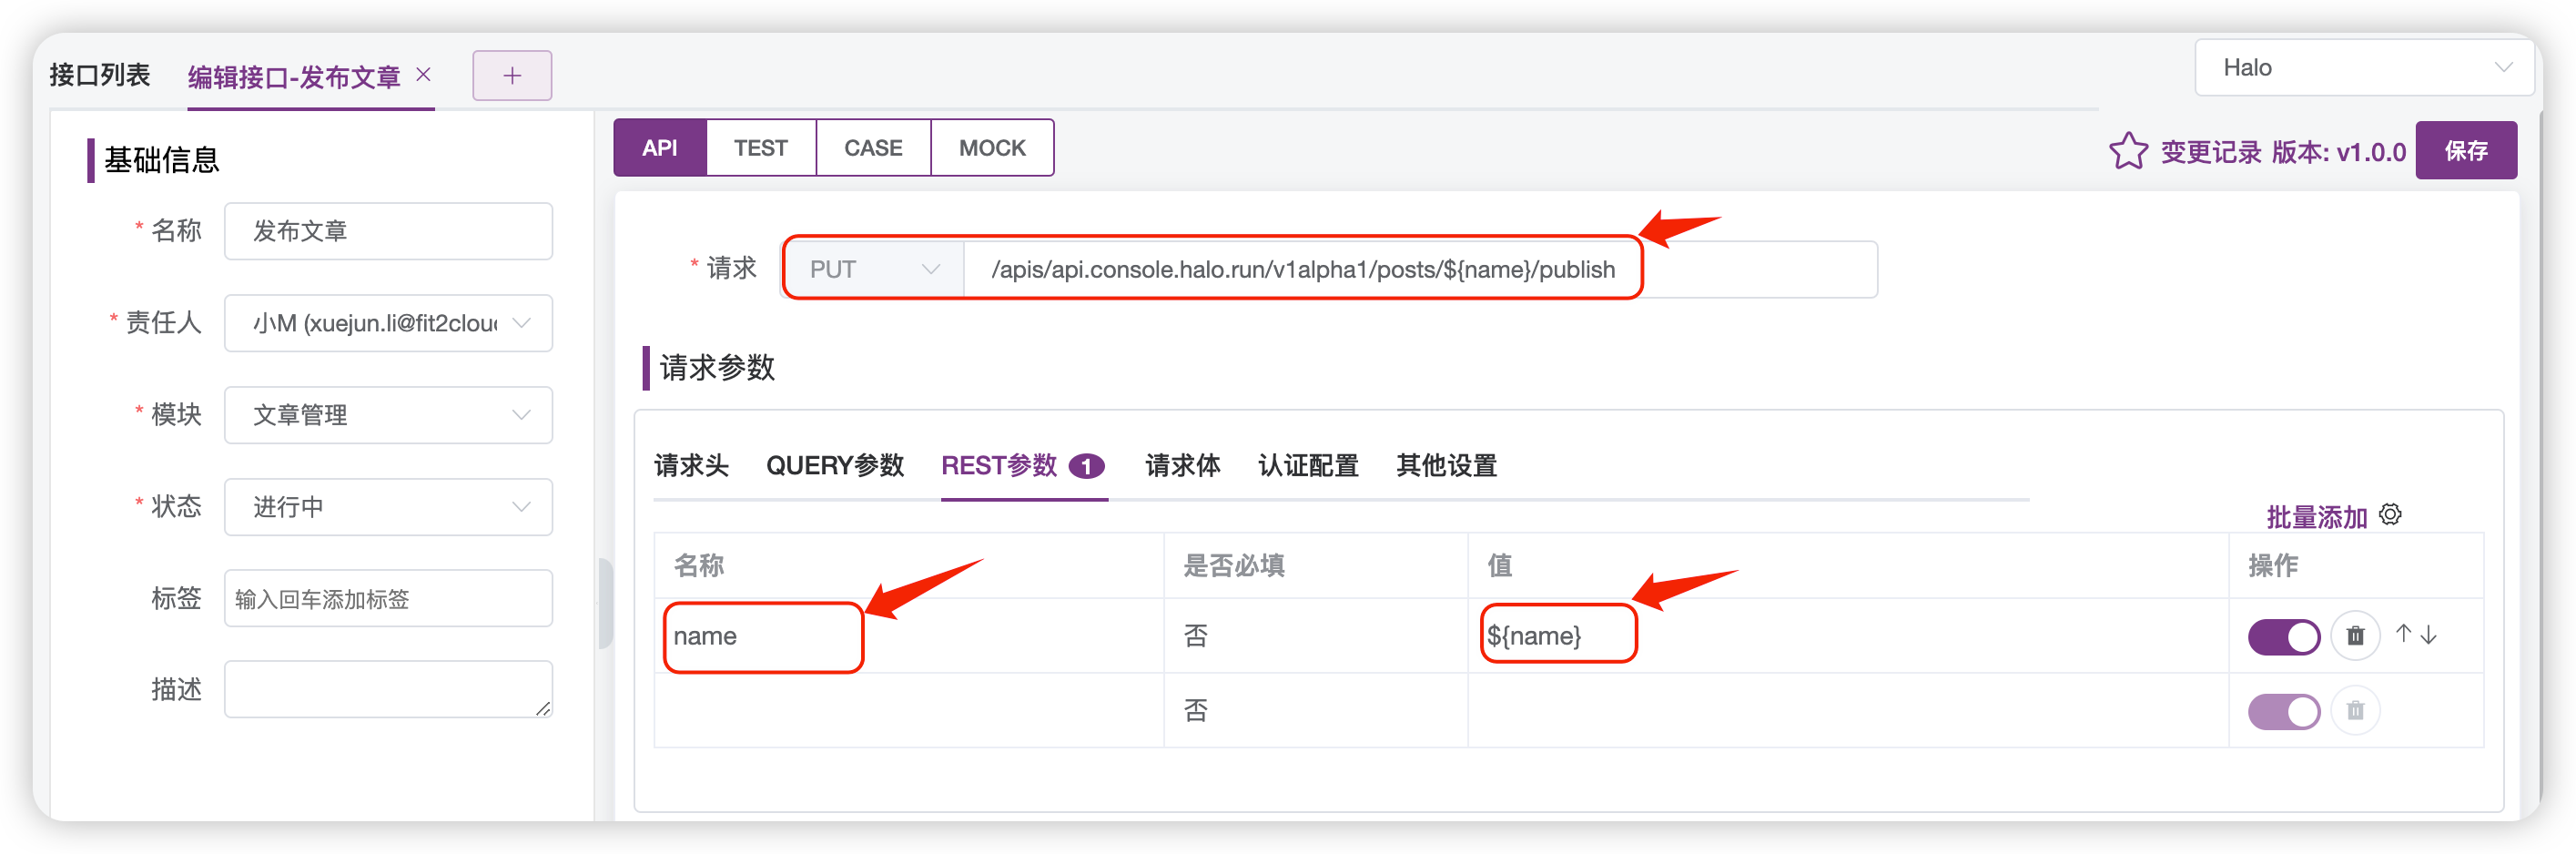 接口列表
编辑接口-发布文章 ×
+
Halo
基础信息
* 名称 发布文章
* 责任人 小M (xuejun.li@fit2clou
* 模块 文章管理
* 状态 进行中
标签 输入回车添加标签
描述
API TEST CASE MOCK
变更记录 版本: v1.0.0 保存
* 请求 PUT /apis/api.console.halo.run/v1alpha1/posts/${name}/publish
请求参数
请求头 QUERY参数 REST参数 1 请求体 认证配置 其他设置
批量添加
名称 是否必填 值 操作
name 否 ${name}
否